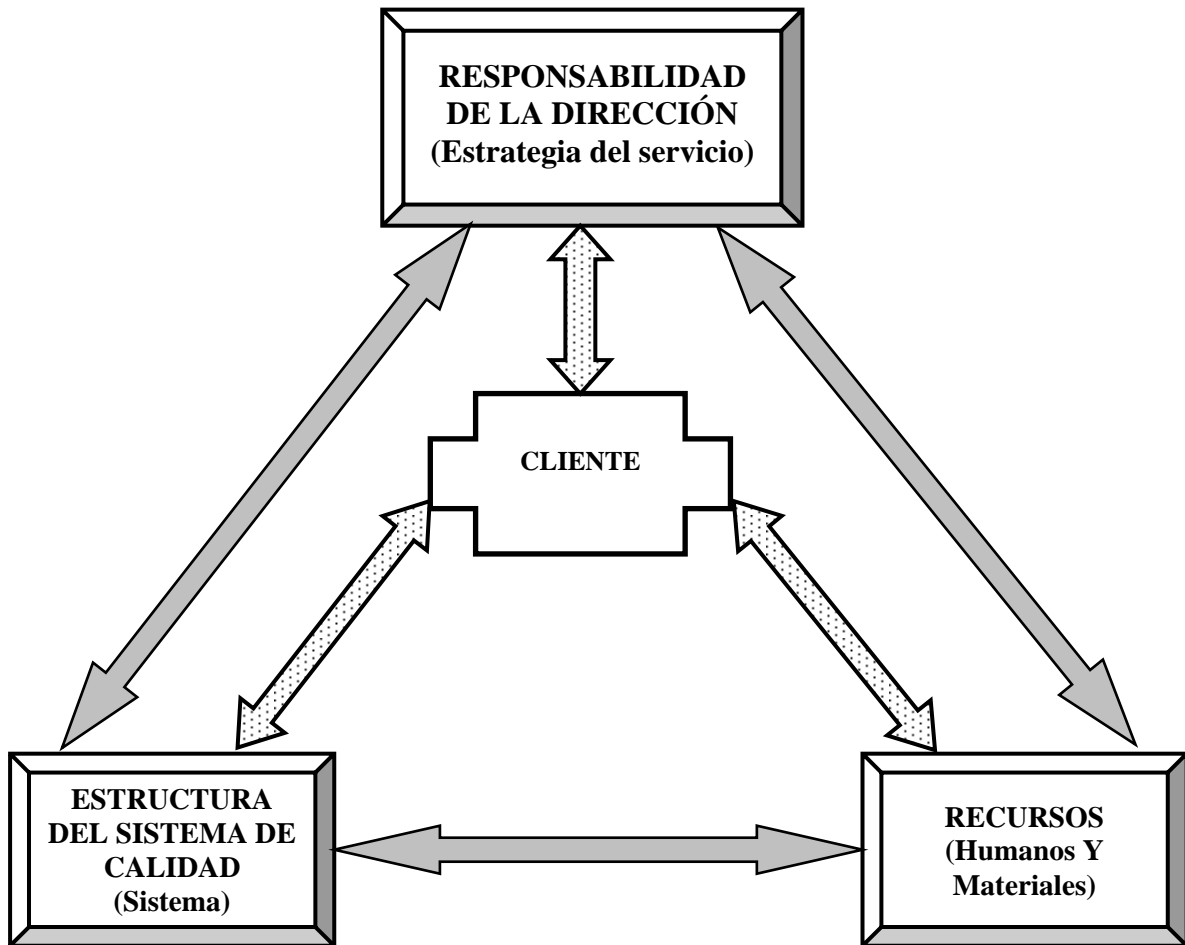 RESPONSABILIDAD
DE LA DIRECCIÓN
(Estrategia del servicio)
CLIENTE
ESTRUCTURA
DEL SISTEMA DE
CALIDAD
(Sistema)
RECURSOS
(Humanos Y
Materiales)